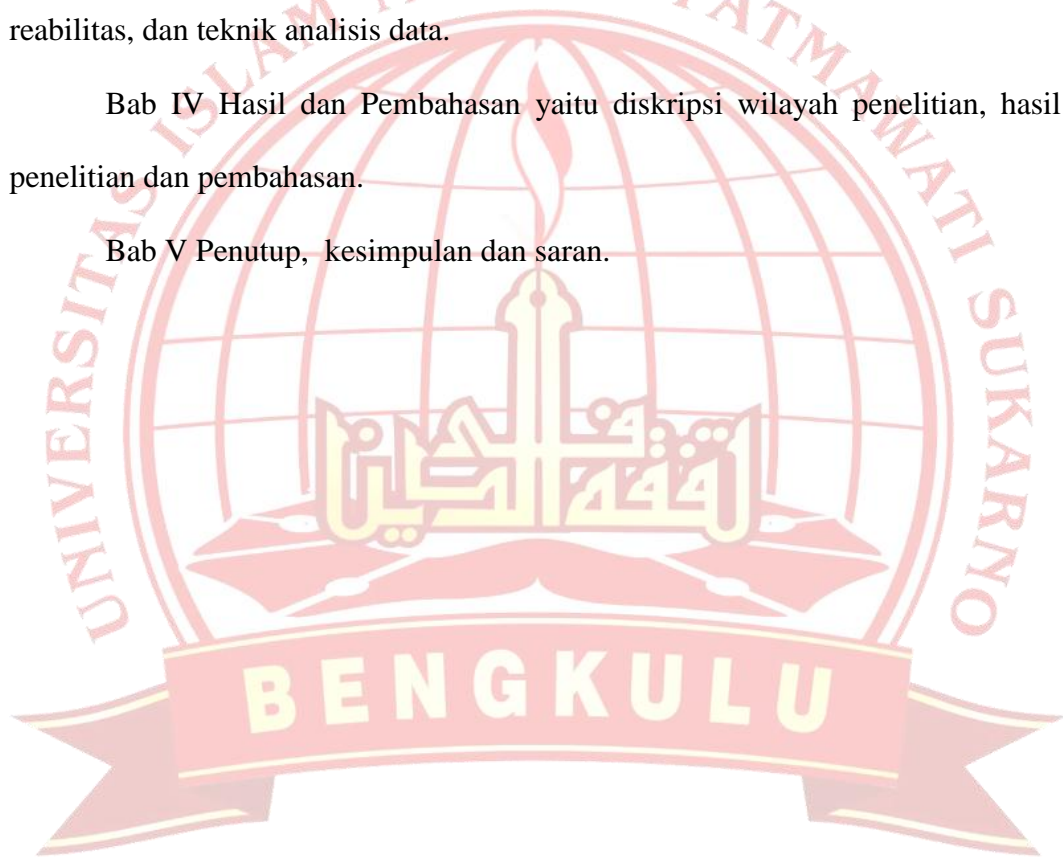 reabilitas, dan teknik analisis data.
Bab IV Hasil dan Pembahasan yaitu diskripsi wilayah penelitian, hasil
penelitian dan pembahasan.
Bab V Penutup, kesimpulan dan saran.
UNIVERSITAS ISLAM
FATMAWATI SUKARNO
BENGKULU